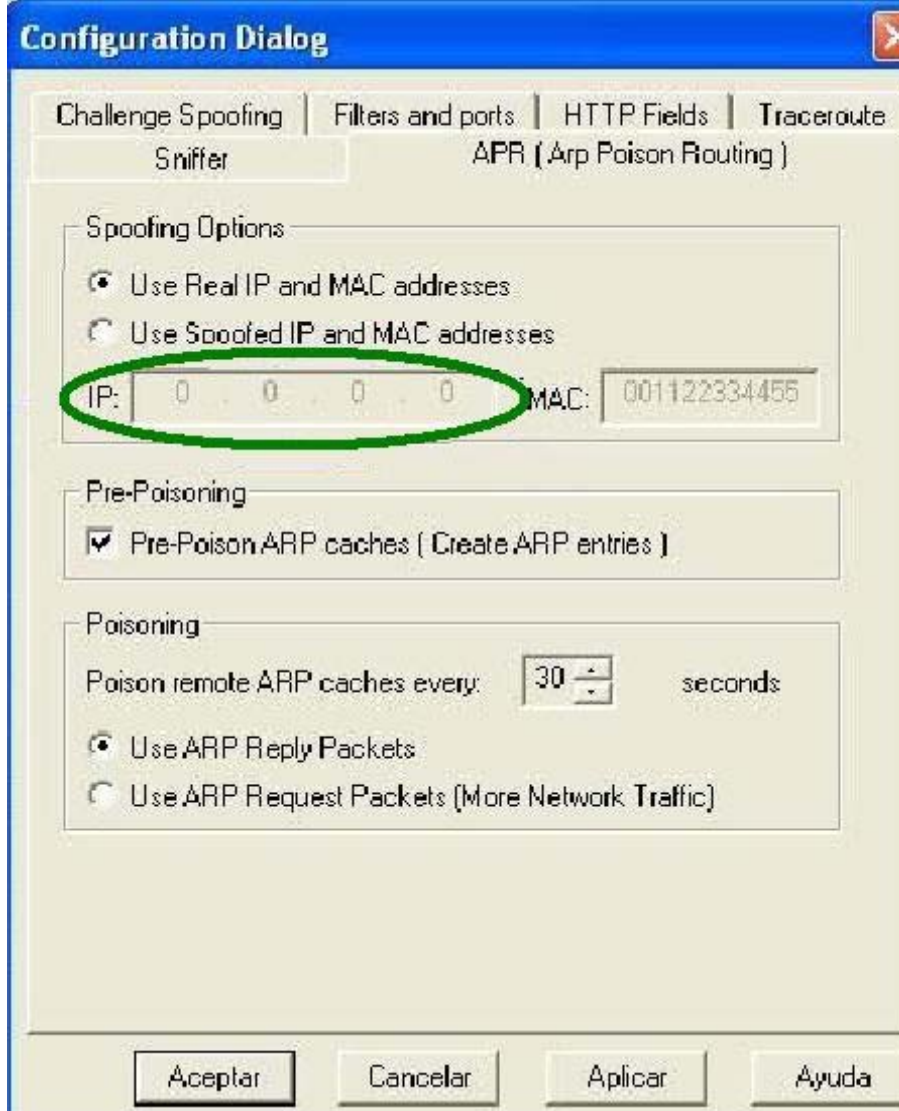 Configuration Dialog
Challenge Spoofing Filters and ports HTTP Fields Traceroute
Sniffer APR ( Arp Poison Routing )
Spoofing Options
Use Real IP and MAC addresses
Use Spoofed IP and MAC addresses
IP: 0 . 0 . 0 . 0 MAC: 001122334455
Pre-Poisoning
Pre-Poison ARP caches ( Create ARP entries )
Poisoning
Poison remote ARP caches every: 30 seconds
Use ARP Reply Packets
Use ARP Request Packets (More Network Traffic)
Aceptar Cancelar Aplicar Ayuda